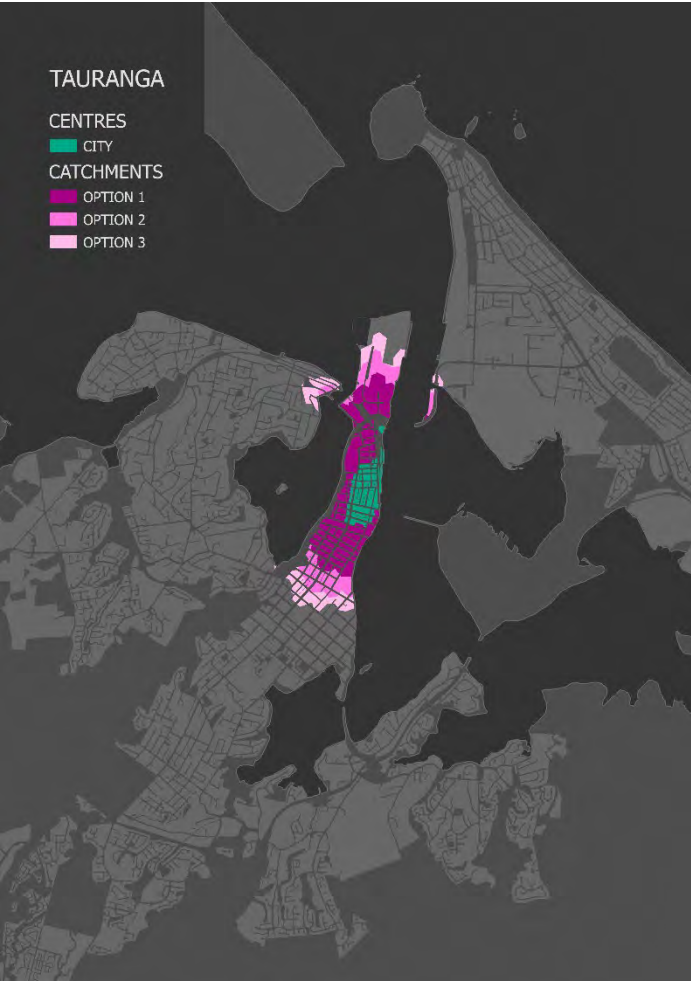 TAURANGA
CENTRES
CITY
CATCHMENTS
OPTION 1
OPTION 2
OPTION 3